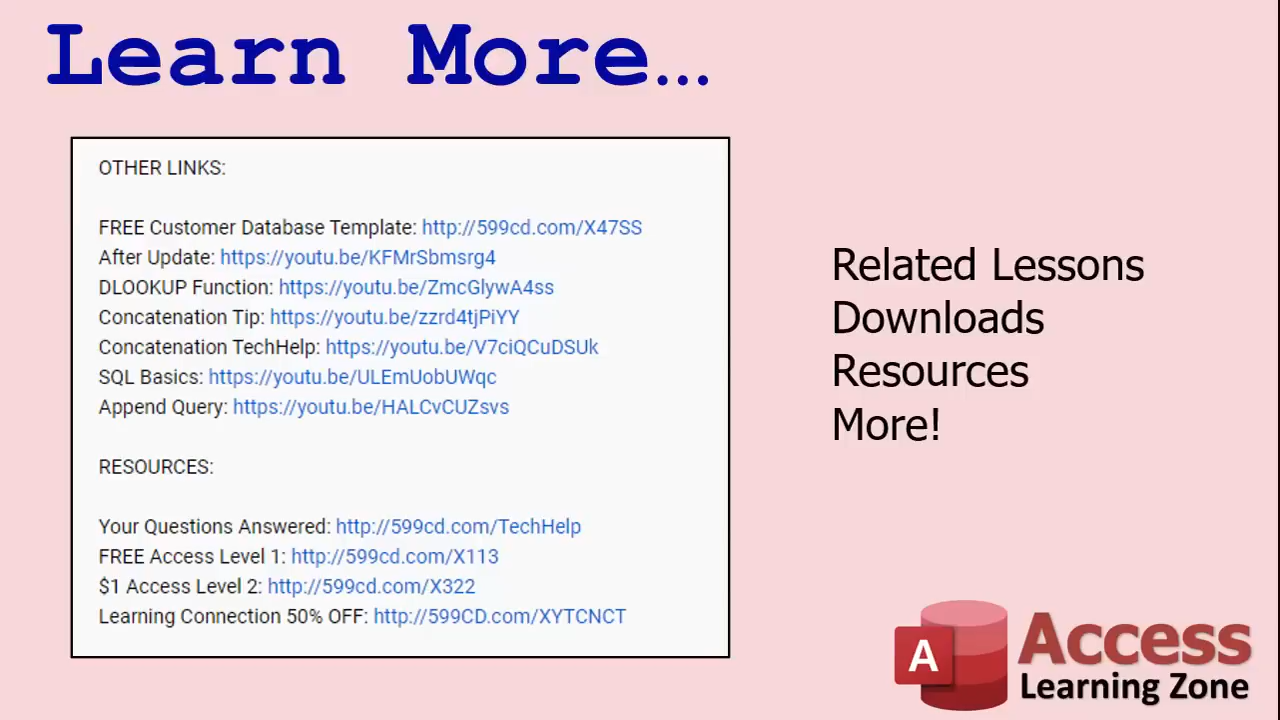 Learn More...
OTHER LINKS:
FREE Customer Database Template: http://599cd.com/X47SS
After Update: https://youtu.be/KFMrSbmsrg4
DLOOKUP Function: https://youtu.be/ZmcGlywA4ss
Concatenation Tip: https://youtu.be/zzrd4tjPiYY
Concatenation TechHelp: https://youtu.be/V7ciQCuDSUk
SQL Basics: https://youtu.be/ULEmUobUWqc
Append Query: https://youtu.be/HALCvCUZsvs
RESOURCES:
Your Questions Answered: http://599cd.com/TechHelp
FREE Access Level 1: http://599cd.com/X113
$1 Access Level 2: http://599cd.com/X322
Learning Connection 50% OFF: http://599CD.com/XYTCNCT
Related Lessons
Downloads
Resources
More!
A
Access
Learning Zone